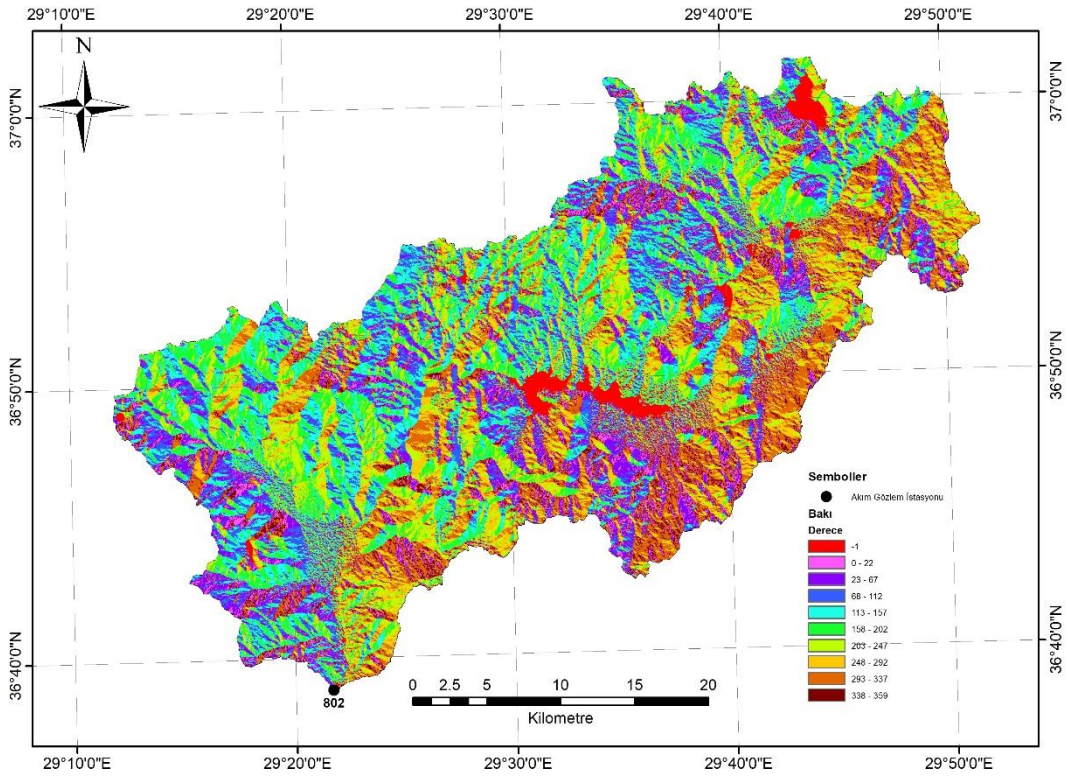 29°10'0"E 29°20'0"E 29°30'0"E 29°40'0"E 29°50'0"E
N
37°0'0"N
37°0'0"N
36°50'0"N
36°50'0"N
36°40'0"N
36°40'0"N
Semboller
Akım Gözlem İstasyonu
Bakı
Derece
-1
0 - 22
23 - 67
68 - 112
113 - 157
158 - 202
203 - 247
248 - 292
293 - 337
338 - 359
802
0 2.5 5 10 15 20
Kilometre
29°10'0"E 29°20'0"E 29°30'0"E 29°40'0"E 29°50'0"E